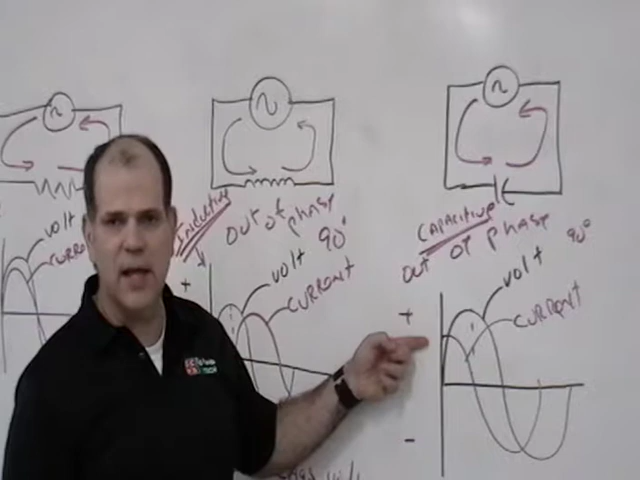 INDUCTIVE
out of phase
90°
CAPACITIVE
out of phase
90°
volt
CURRENT
volt
CURRENT
volt
CURRENT
+
+
-